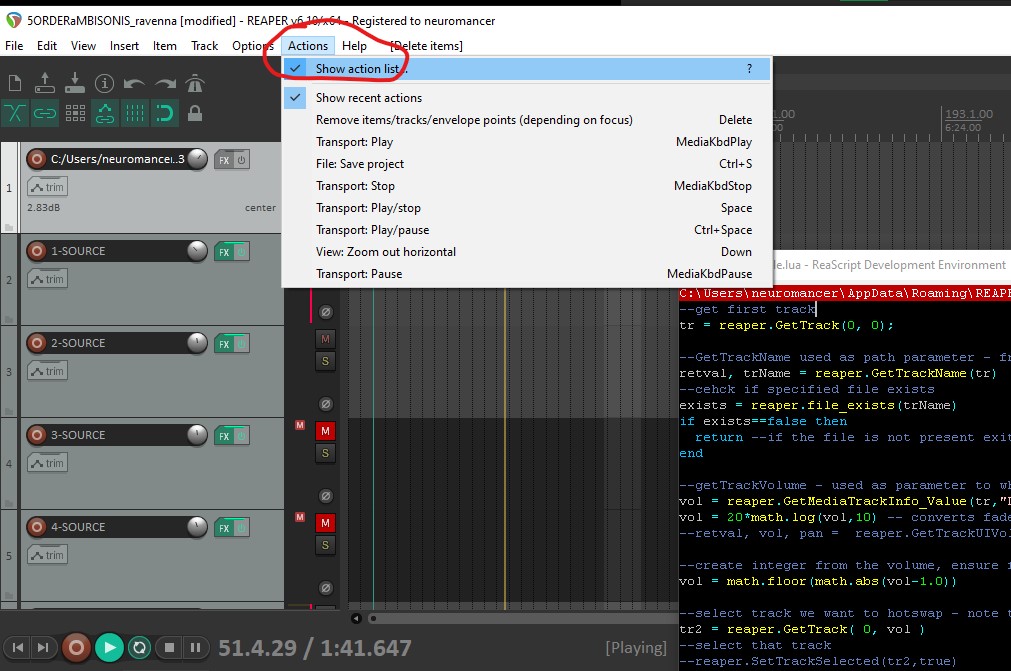 5ORDERaMBISONIS_ravenna [modified] - REAPER v6.10/x64 - Registered to neuromancer
File Edit View Insert Item Track Options Actions Help [Delete items]
Show action list... ?
Show recent actions
Remove items/tracks/envelope points (depending on focus) Delete
Transport: Play MediaKbdPlay
File: Save project Ctrl+S
Transport: Stop MediaKbdStop
Transport: Play/stop Space
Transport: Play/pause Ctrl+Space
View: Zoom out horizontal Down
Transport: Pause MediaKbdPause
1.00 193.1.00
00 6:24.00
1 C:/Users/neuromancer..3 FX
trim
2.83dB center
2 1-SOURCE FX
trim
3 2-SOURCE FX
trim
4 3-SOURCE FX
trim
5 4-SOURCE FX
trim
M
S
M M
S
M M
S
le.lua - ReaScript Development Environment
C:\Users\neuromancer\AppData\Roaming\REAP
--get first track
tr = reaper.GetTrack(0, 0);
--GetTrackName used as path parameter - fr
retval, trName = reaper.GetTrackName(tr)
--cehck if specified file exists
exists = reaper.file_exists(trName)
if exists==false then
return --if the file is not present exit
end
--getTrackVolume - used as parameter to wh
vol = reaper.GetMediaTrackInfo_Value(tr,"D
vol = 20*math.log(vol,10) -- converts fade
--retval, vol, pan = reaper.GetTrackUIVol
--create integer from the volume, ensure i
vol = math.floor(math.abs(vol-1.0))
--select track we want to hotswap - note t
tr2 = reaper.GetTrack( 0, vol )
--select that track
--reaper.SetTrackSelected(tr2,true)
51.4.29 / 1:41.647 [Playing]